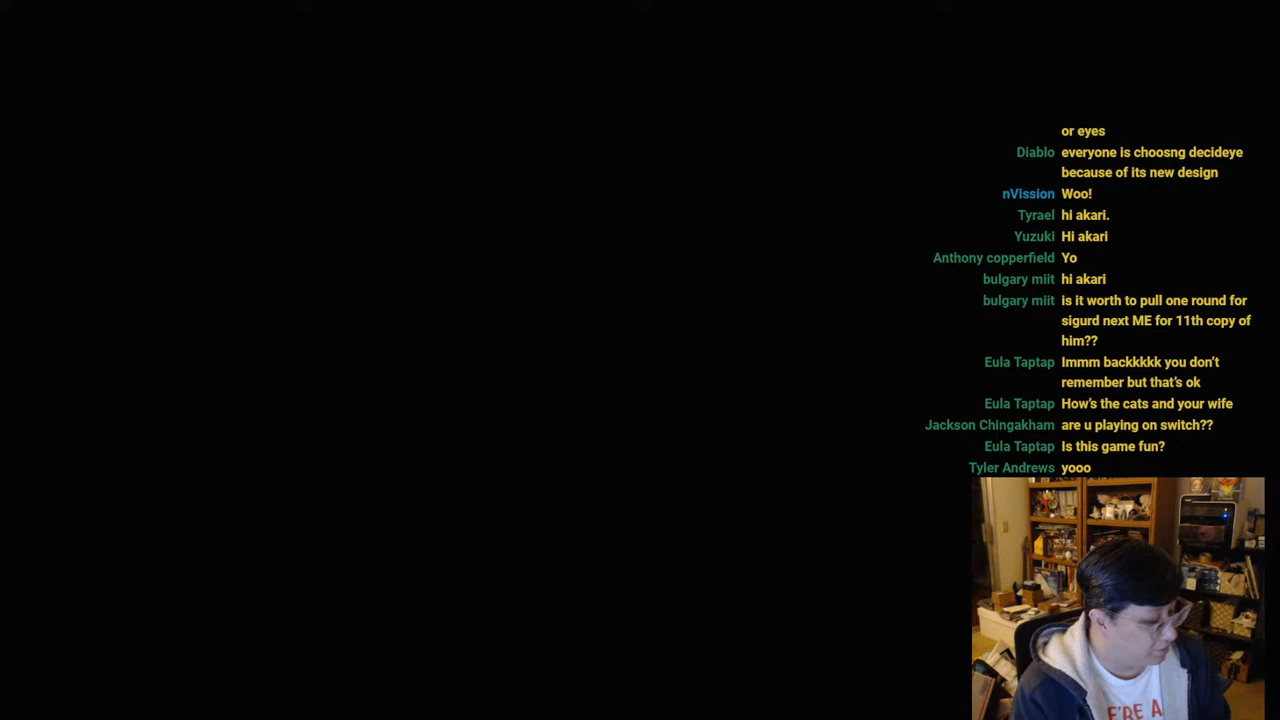 or eyes
Diablo everyone is choosng decideye
because of its new design
nVission Woo!
Tyrael hi akari.
Yuzuki Hi akari
Anthony copperfield Yo
bulgary miit hi akari
bulgary miit is it worth to pull one round for
sigurd next ME for 11th copy of
him??
Eula Taptap Immm backkkkk you don't
remember but that's ok
Eula Taptap How's the cats and your wife
Jackson Chingakham are u playing on switch??
Eula Taptap Is this game fun?
Tyler Andrews yooo